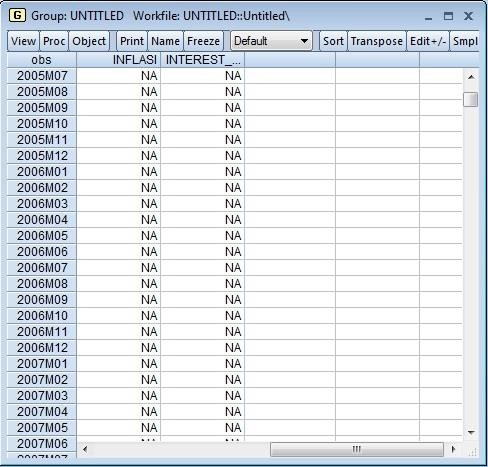 G Group: UNTITLED Workfile: UNTITLED::Untitled\
View Proc Object Print Name Freeze Default Sort Transpose Edit+/- Smpl
obs INFLASI INTEREST_...
2005M07 NA NA
2005M08 NA NA
2005M09 NA NA
2005M10 NA NA
2005M11 NA NA
2005M12 NA NA
2006M01 NA NA
2006M02 NA NA
2006M03 NA NA
2006M04 NA NA
2006M05 NA NA
2006M06 NA NA
2006M07 NA NA
2006M08 NA NA
2006M09 NA NA
2006M10 NA NA
2006M11 NA NA
2006M12 NA NA
2007M01 NA NA
2007M02 NA NA
2007M03 NA NA
2007M04 NA NA
2007M05 NA NA
2007M06